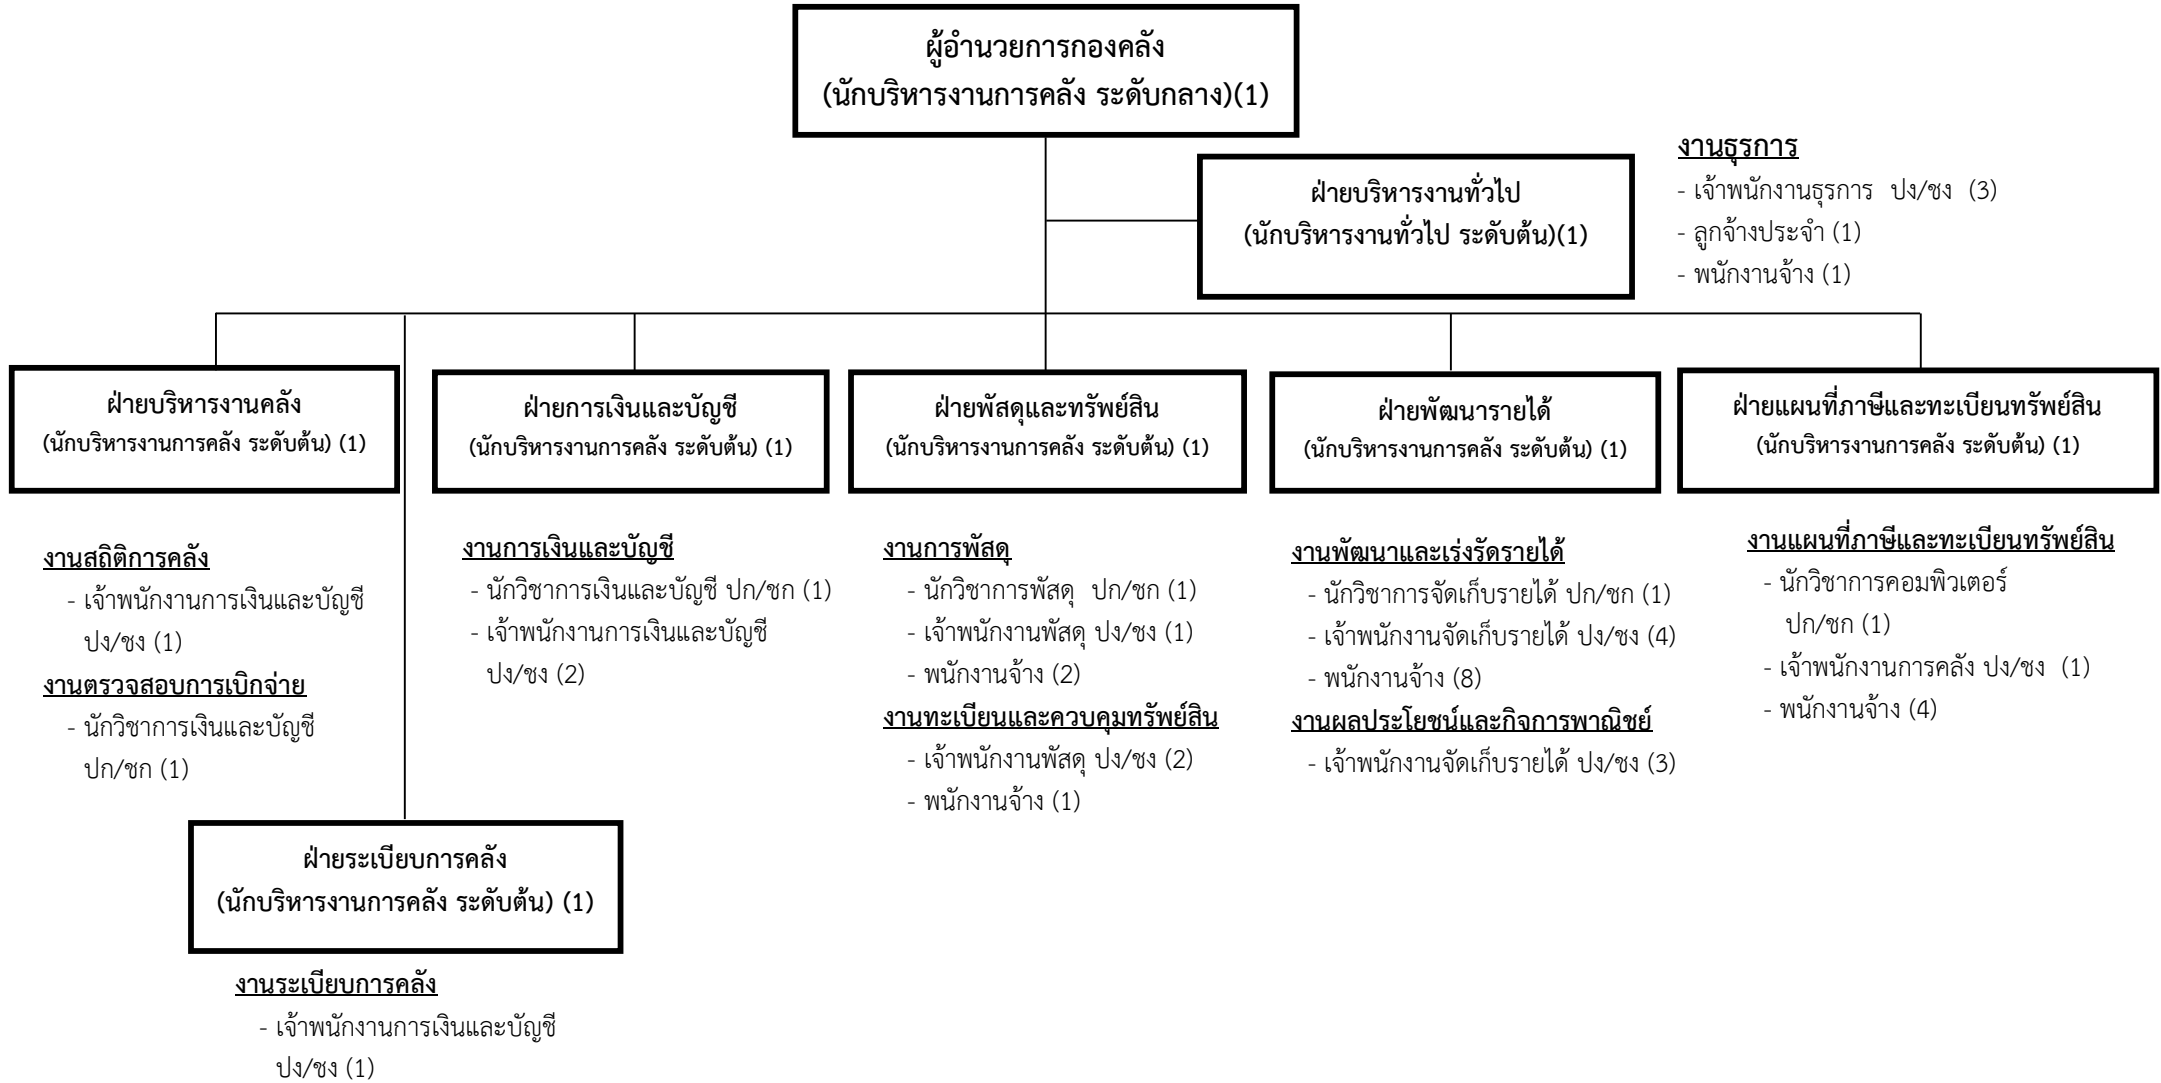 ผู้อำนวยการกองคลัง
(นักบริหารงานการคลัง ระดับกลาง)(1)
ฝ่ายบริหารงานทั่วไป
(นักบริหารงานทั่วไป ระดับต้น)(1)
งานธุรการ
- เจ้าพนักงานธุรการ ปง/ชง (3)
- ลูกจ้างประจำ (1)
- พนักงานจ้าง (1)
ฝ่ายบริหารงานคลัง
(นักบริหารงานการคลัง ระดับต้น) (1)
งานสถิติการคลัง
- เจ้าพนักงานการเงินและบัญชี
ปง/ชง (1)
งานตรวจสอบการเบิกจ่าย
- นักวิชาการเงินและบัญชี
ปก/ชก (1)
ฝ่ายระเบียบการคลัง
(นักบริหารงานการคลัง ระดับต้น) (1)
งานระเบียบการคลัง
- เจ้าพนักงานการเงินและบัญชี
ปง/ชง (1)
ฝ่ายการเงินและบัญชี
(นักบริหารงานการคลัง ระดับต้น) (1)
งานการเงินและบัญชี
- นักวิชาการเงินและบัญชี ปก/ชก (1)
- เจ้าพนักงานการเงินและบัญชี
ปง/ชง (2)
ฝ่ายพัสดุและทรัพย์สิน
(นักบริหารงานการคลัง ระดับต้น) (1)
งานการพัสดุ
- นักวิชาการพัสดุ ปก/ชก (1)
- เจ้าพนักงานพัสดุ ปง/ชง (1)
- พนักงานจ้าง (2)
งานทะเบียนและควบคุมทรัพย์สิน
- เจ้าพนักงานพัสดุ ปง/ชง (2)
- พนักงานจ้าง (1)
ฝ่ายพัฒนารายได้
(นักบริหารงานการคลัง ระดับต้น) (1)
งานพัฒนาและเร่งรัดรายได้
- นักวิชาการจัดเก็บรายได้ ปก/ชก (1)
- เจ้าพนักงานจัดเก็บรายได้ ปง/ชง (4)
- พนักงานจ้าง (8)
งานผลประโยชน์และกิจการพาณิชย์
- เจ้าพนักงานจัดเก็บรายได้ ปง/ชง (3)
ฝ่ายแผนที่ภาษีและทะเบียนทรัพย์สิน
(นักบริหารงานการคลัง ระดับต้น) (1)
งานแผนที่ภาษีและทะเบียนทรัพย์สิน
- นักวิชาการคอมพิวเตอร์
ปก/ชก (1)
- เจ้าพนักงานการคลัง ปง/ชง (1)
- พนักงานจ้าง (4)